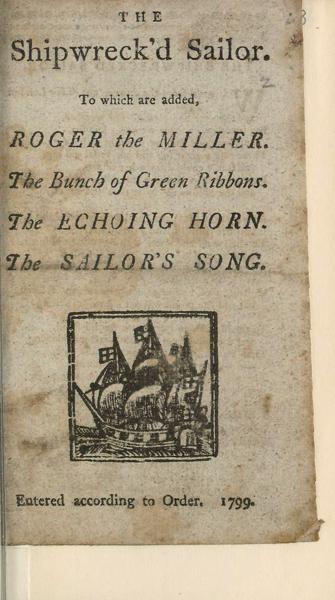 THE
Shipwreck'd Sailor.
2
To which are added,
ROGER the MILLER.
The Bunch of Green Ribbons.
The ECHOING HORN.
The SAILOR'S SONG.
Entered according to Order. 1799.